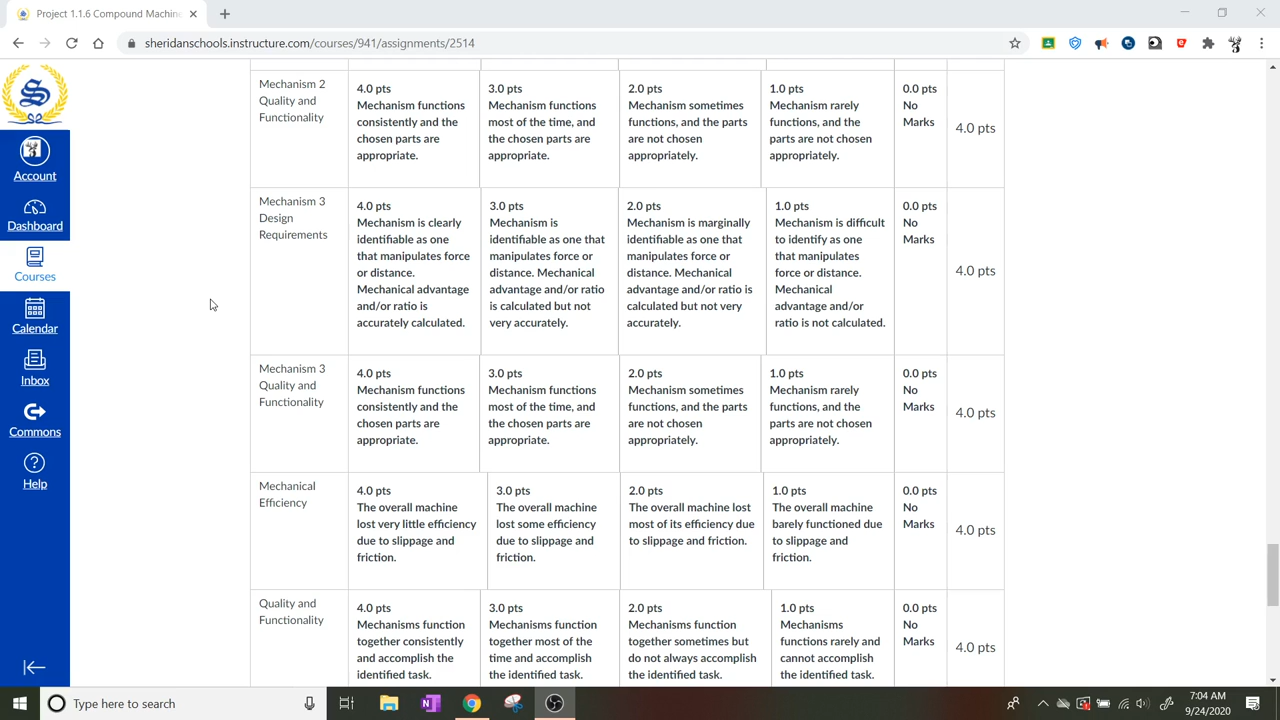 Project 1.1.6 Compound Machin
sheridanschools.instructure.com/courses/941/assignments/2514
S
Account
Dashboard
Courses
Calendar
Inbox
Commons
Help
Mechanism 2
Quality and
Functionality
4.0 pts
Mechanism functions
consistently and the
chosen parts are
appropriate.
3.0 pts
Mechanism functions
most of the time, and
the chosen parts are
appropriate.
2.0 pts
Mechanism sometimes
functions, and the parts
are not chosen
appropriately.
1.0 pts
Mechanism rarely
functions, and the
parts are not chosen
appropriately.
0.0 pts
No
Marks
4.0 pts
Mechanism 3
Design
Requirements
4.0 pts
Mechanism is clearly
identifiable as one
that manipulates force
or distance.
Mechanical advantage
and/or ratio is
accurately calculated.
3.0 pts
Mechanism is
identifiable as one that
manipulates force or
distance. Mechanical
advantage and/or ratio
is calculated but not
very accurately.
2.0 pts
Mechanism is marginally
identifiable as one that
manipulates force or
distance. Mechanical
advantage and/or ratio is
calculated but not very
accurately.
1.0 pts
Mechanism is difficult
to identify as one
that manipulates
force or distance.
Mechanical
advantage and/or
ratio is not calculated.
0.0 pts
No
Marks
4.0 pts
Mechanism 3
Quality and
Functionality
4.0 pts
Mechanism functions
consistently and the
chosen parts are
appropriate.
3.0 pts
Mechanism functions
most of the time, and
the chosen parts are
appropriate.
2.0 pts
Mechanism sometimes
functions, and the parts
are not chosen
appropriately.
1.0 pts
Mechanism rarely
functions, and the
parts are not chosen
appropriately.
0.0 pts
No
Marks
4.0 pts
Mechanical
Efficiency
4.0 pts
The overall machine
lost very little efficiency
due to slippage and
friction.
3.0 pts
The overall machine
lost some efficiency
due to slippage and
friction.
2.0 pts
The overall machine lost
most of its efficiency due
to slippage and friction.
1.0 pts
The overall machine
barely functioned due
to slippage and
friction.
0.0 pts
No
Marks
4.0 pts
Quality and
Functionality
4.0 pts
Mechanisms function
together consistently
and accomplish the
identified task.
3.0 pts
Mechanisms function
together most of the
time and accomplish
the identified task.
2.0 pts
Mechanisms function
together sometimes but
do not always accomplish
the identified task.
1.0 pts
Mechanisms
functions rarely and
cannot accomplish
the identified task.
0.0 pts
No
Marks
4.0 pts
Type here to search
7:04 AM
9/24/2020